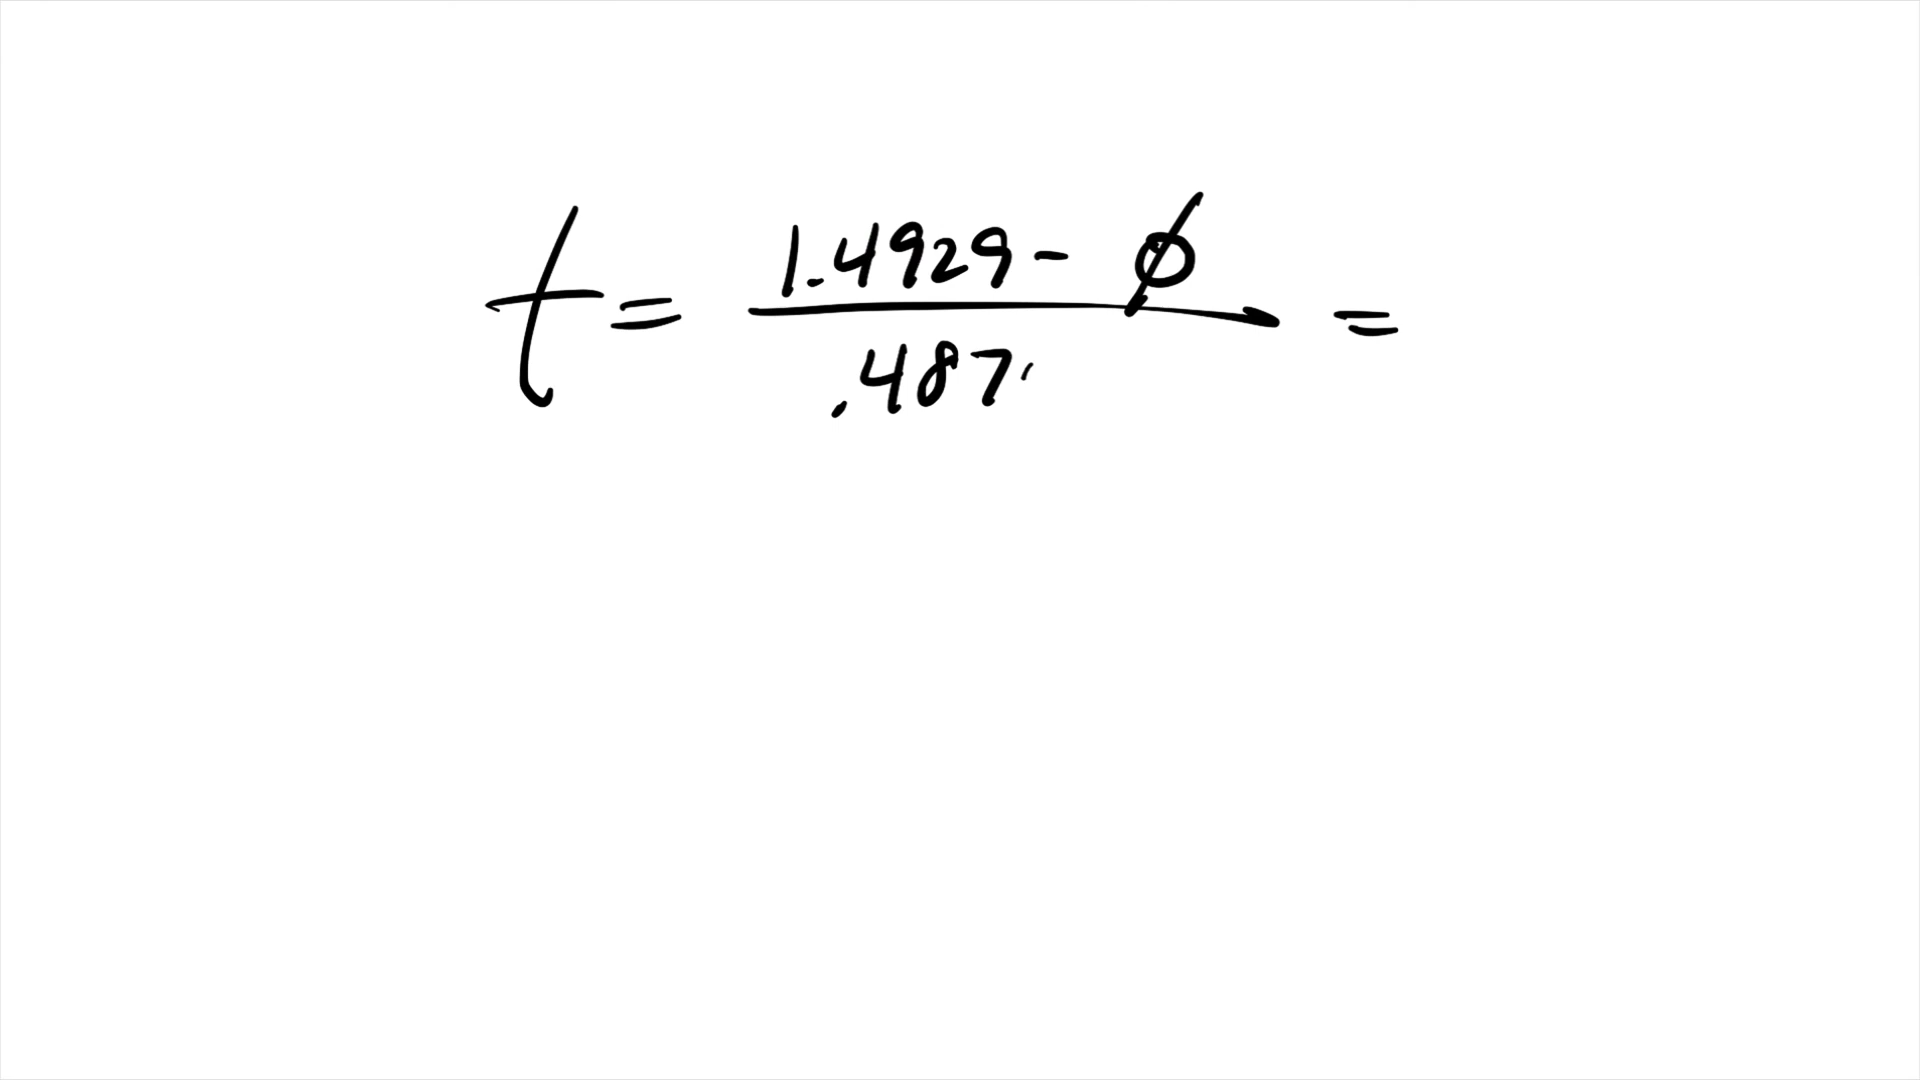 t = 1.4929 - Ø =
.487